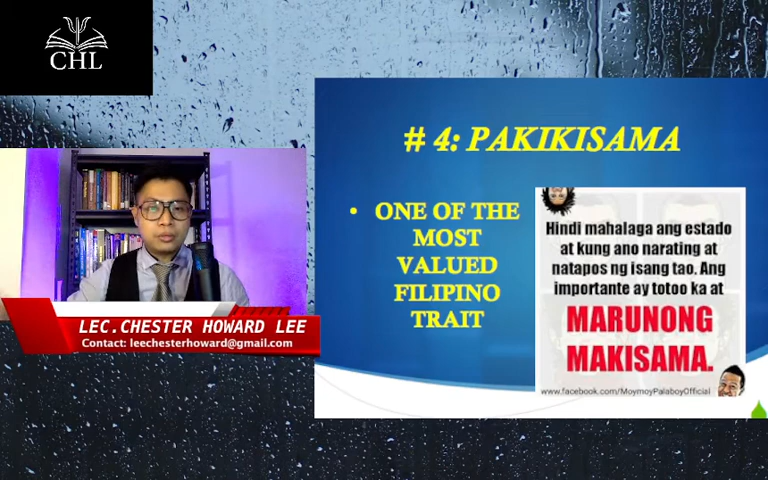 CHL
# 4: PAKIKISAMA
• ONE OF THE
MOST
VALUED
FILIPINO
TRAIT
Hindi mahalaga ang estado
at kung ano narating at
natapos ng isang tao. Ang
importante ay totoo ka at
MARUNONG
MAKISAMA.
www.facebook.com/MoymoyPalaboyOfficial
LEC.CHESTER HOWARD LEE
Contact: leechesterhoward@gmail.com